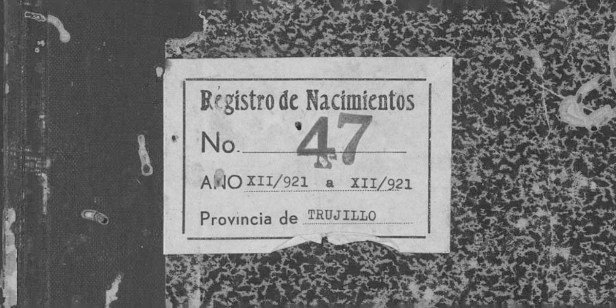 Registro de Nacimientos
No. 47
AÑO XII/921 a XII/921
Provincia de TRUJILLO